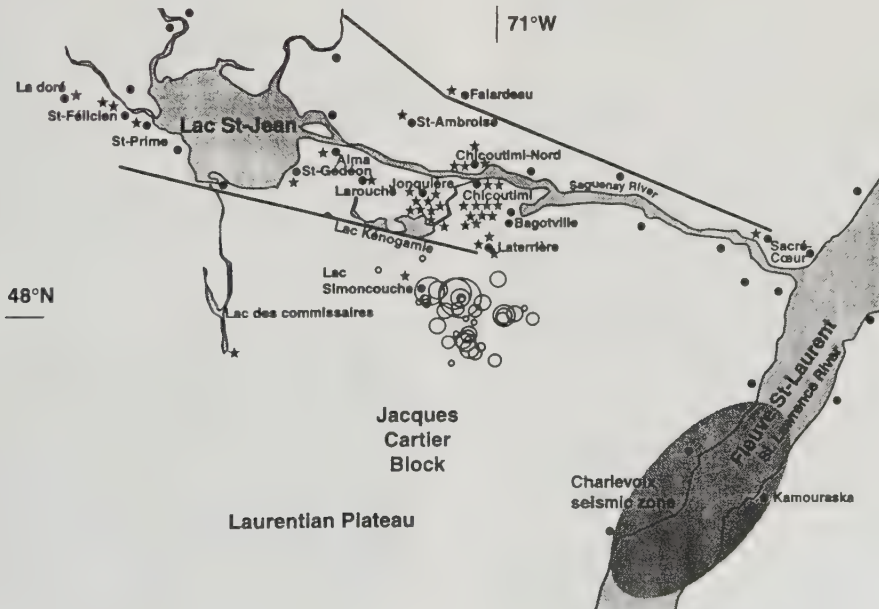 71°W
La doré
Falardeau
St-Félicien
St-Ambroise
Lac St-Jean
St-Prime
Alma
Chicoutimi-Nord
St-Gédéon
Larouche
Jonquière
Saguenay River
Chicoutimi
Bagotville
Lac Kénogamie
Laterrière
Sacré-
Cœur
Lac
Simoncouche
48°N
Lac des commissaires
Fleuve St-Laurent
St. Lawrence River
Jacques
Cartier
Block
Charlevoix
seismic zone
Kamouraska
Laurentian Plateau